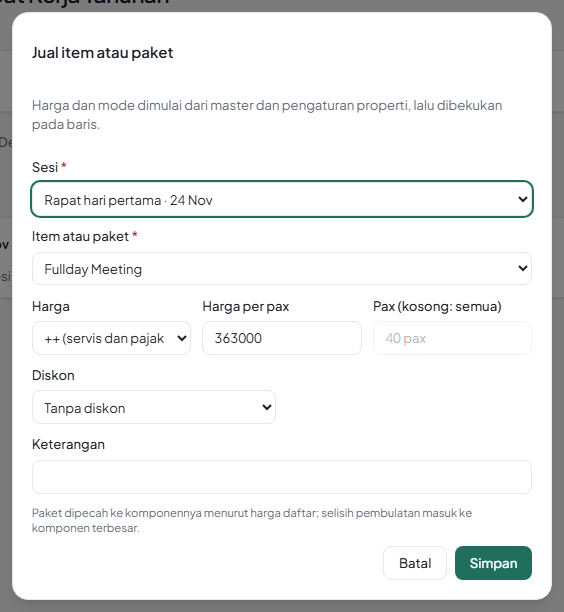 Jual item atau paket
Harga dan mode dimulai dari master dan pengaturan properti, lalu dibekukan
pada baris.
Sesi *
Rapat hari pertama · 24 Nov
Item atau paket *
Fullday Meeting
Harga
Harga per pax
Pax (kosong: semua)
++ (servis dan pajak
363000
40 pax
Diskon
Tanpa diskon
Keterangan
Paket dipecah ke komponennya menurut harga daftar; selisih pembulatan masuk ke
komponen terbesar.
Batal
Simpan